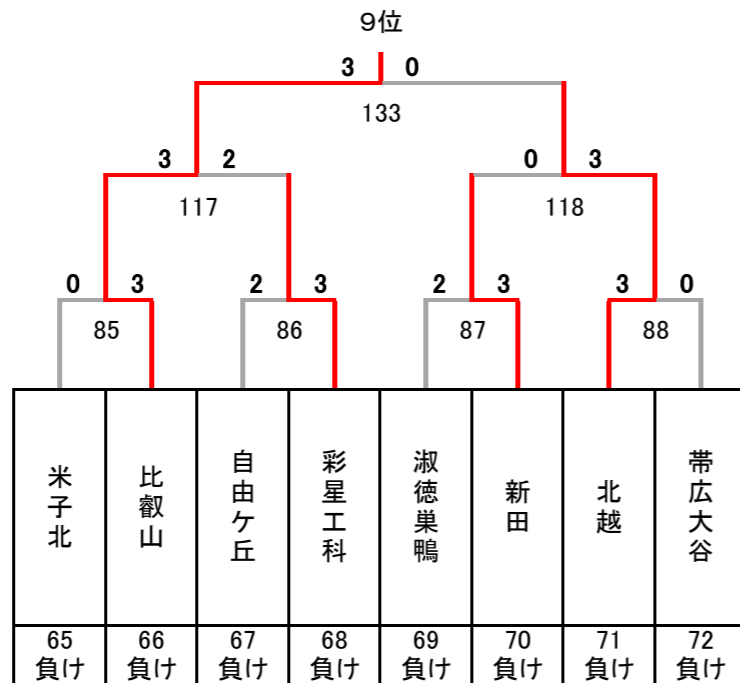 9位
3 0
133
3 2 0 3
117 118
0 3 2 3 2 3 3 0
85 86 87 88
米子北
比叡山
自由ケ丘
彩星工科
淑徳巣鴨
新田
北越
帯広大谷
65 66 67 68 69 70 71 72
負け 負け 負け 負け 負け 負け 負け 負け